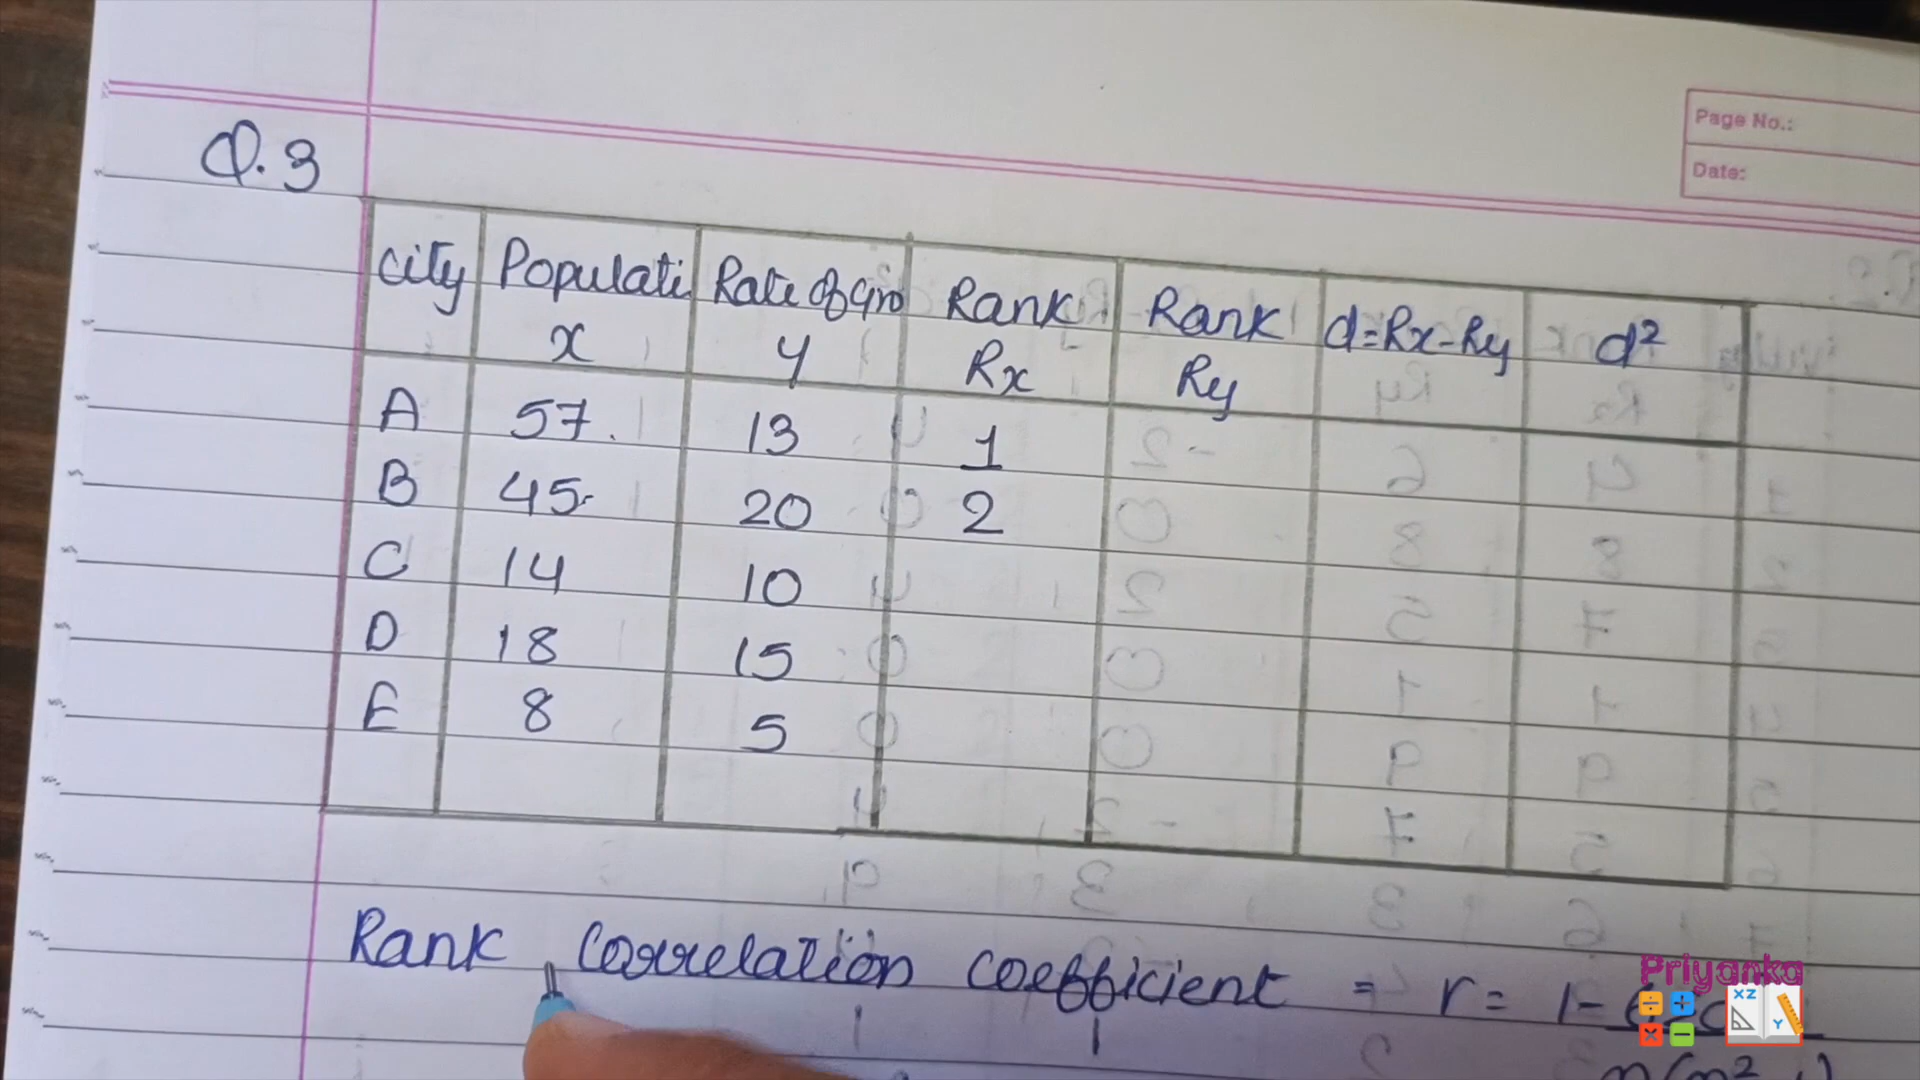 Page No.:
Date:
Q.3
City Populati Rate of Gro Rank Rank d=Rx-Ry d²
x y Rx Ry
A 57. 13 1
B 45. 20 2
C 14 10
D 18 15
E 8 5
Rank Correlation coefficient = r = 1-
Priyanka
XZ
Y